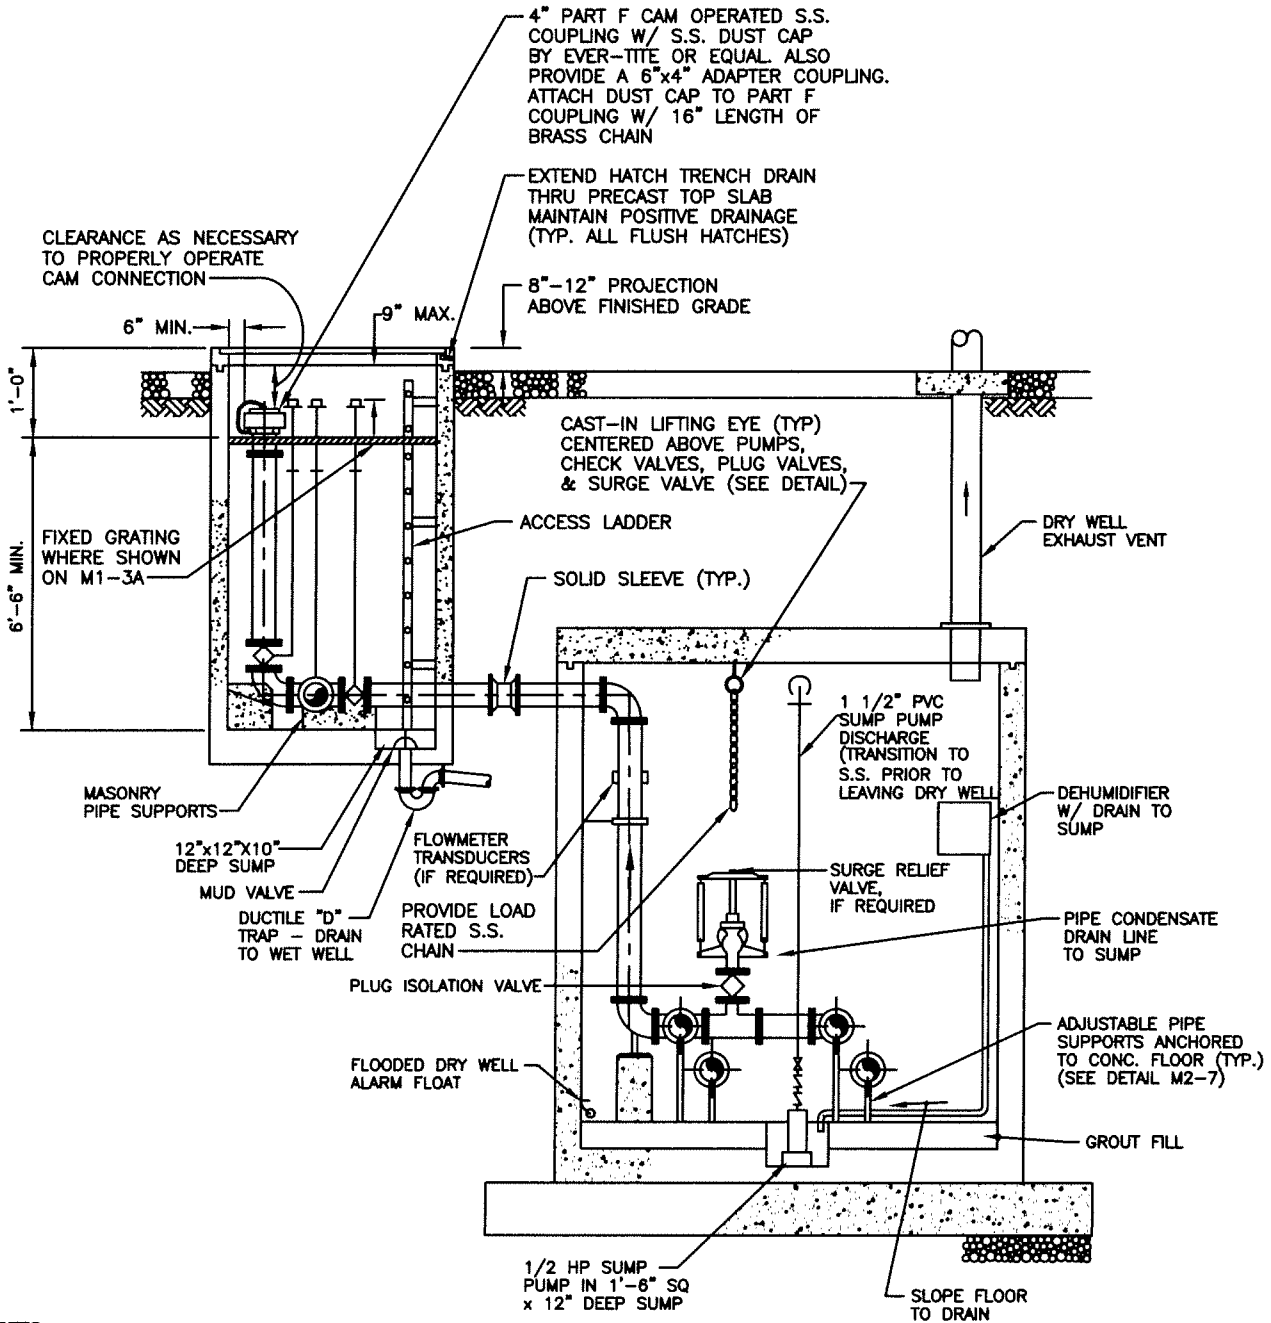 4" PART F CAM OPERATED S.S.
COUPLING W/ S.S. DUST CAP
BY EVER-TITE OR EQUAL. ALSO
PROVIDE A 6"x4" ADAPTER COUPLING.
ATTACH DUST CAP TO PART F
COUPLING W/ 16" LENGTH OF
BRASS CHAIN
EXTEND HATCH TRENCH DRAIN
THRU PRECAST TOP SLAB
MAINTAIN POSITIVE DRAINAGE
(TYP. ALL FLUSH HATCHES)
CLEARANCE AS NECESSARY
TO PROPERLY OPERATE
CAM CONNECTION
8"-12" PROJECTION
ABOVE FINISHED GRADE
6" MIN.
9" MAX.
1'-0"
CAST-IN LIFTING EYE (TYP)
CENTERED ABOVE PUMPS,
CHECK VALVES, PLUG VALVES,
& SURGE VALVE (SEE DETAIL)
ACCESS LADDER
DRY WELL
EXHAUST VENT
FIXED GRATING
WHERE SHOWN
ON M1-3A
6'-6" MIN.
SOLID SLEEVE (TYP.)
1 1/2" PVC
SUMP PUMP
DISCHARGE
(TRANSITION TO
S.S. PRIOR TO
LEAVING DRY WELL
MASONRY
PIPE SUPPORTS
DEHUMIDIFIER
W/ DRAIN TO
SUMP
12"x12"X10"
DEEP SUMP
MUD VALVE
FLOWMETER
TRANSDUCERS
(IF REQUIRED)
DUCTILE "D"
TRAP - DRAIN
TO WET WELL
PROVIDE LOAD
RATED S.S.
CHAIN
SURGE RELIEF
VALVE,
IF REQUIRED
PIPE CONDENSATE
DRAIN LINE
TO SUMP
PLUG ISOLATION VALVE
ADJUSTABLE PIPE
SUPPORTS ANCHORED
TO CONC. FLOOR (TYP.)
(SEE DETAIL M2-7)
FLOODED DRY WELL
ALARM FLOAT
GROUT FILL
1/2 HP SUMP
PUMP IN 1'-6" SQ
x 12" DEEP SUMP
SLOPE FLOOR
TO DRAIN